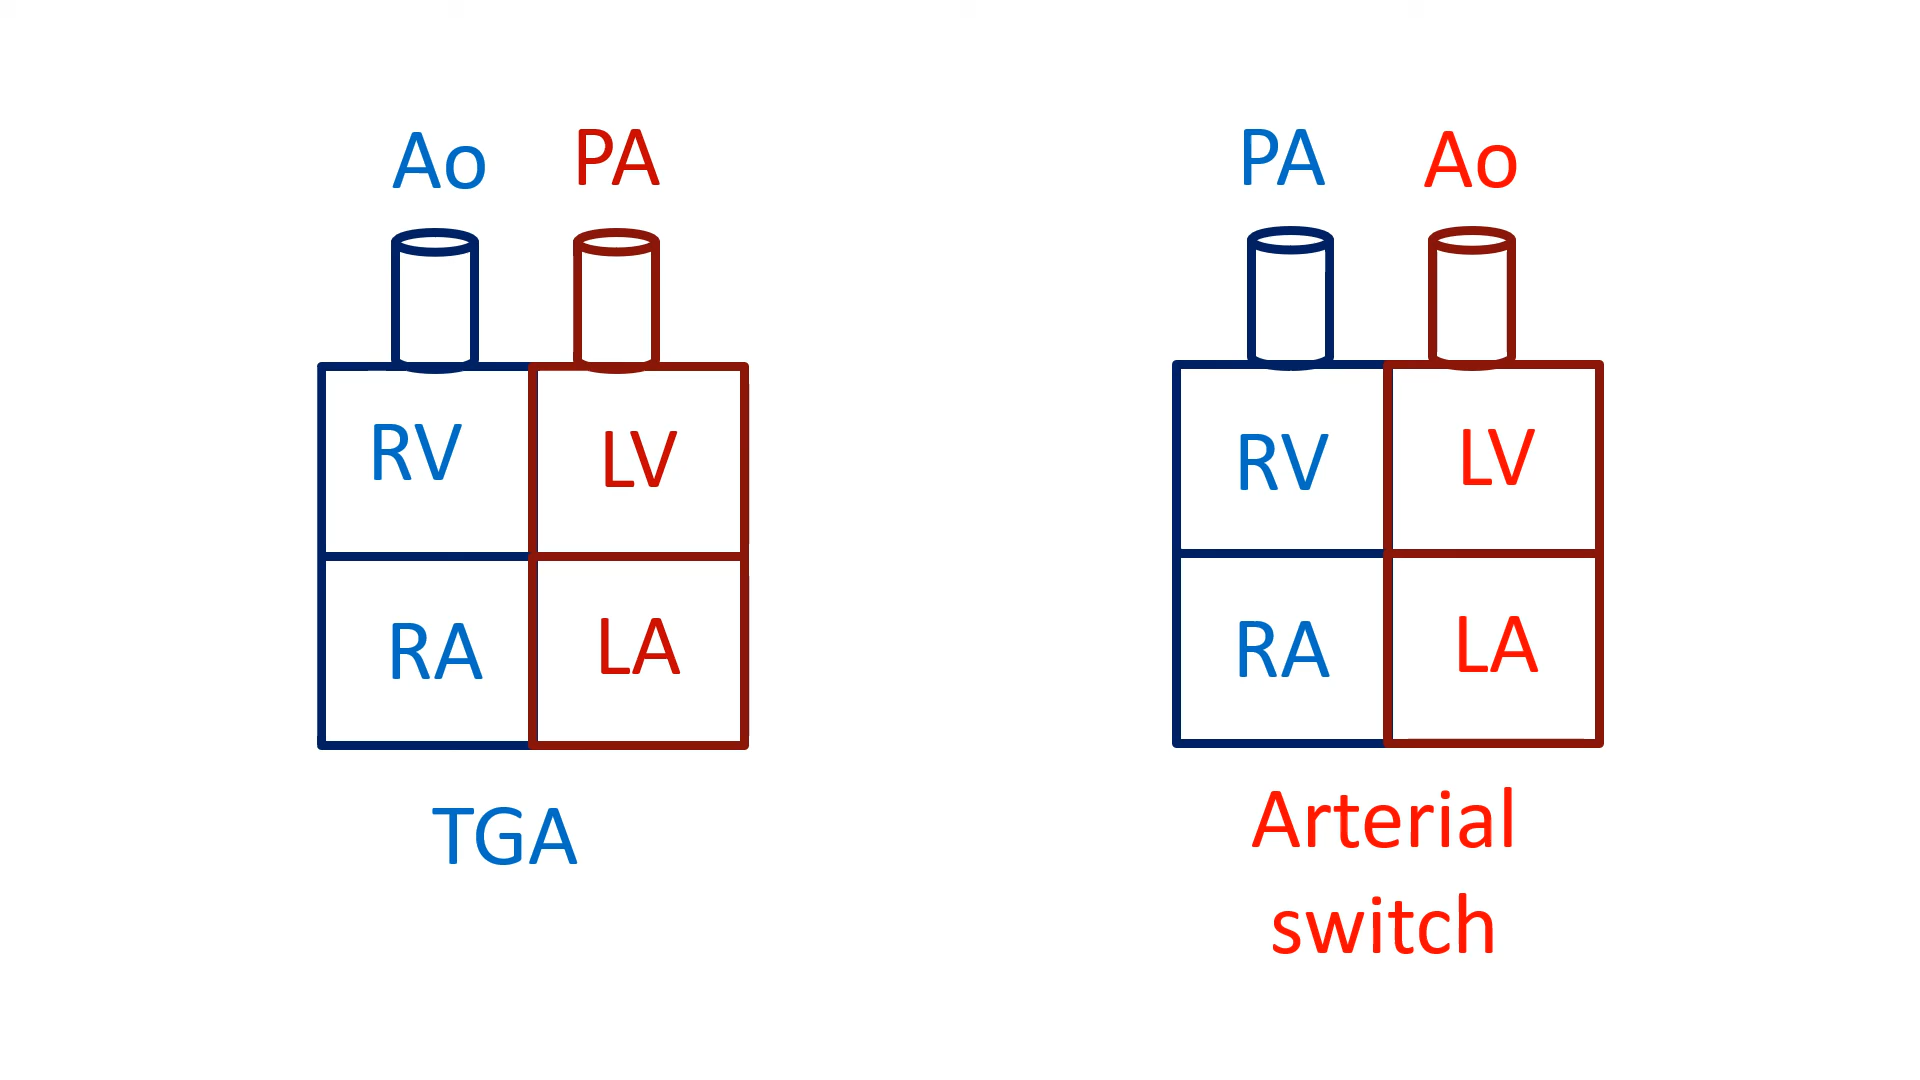 Ao PA
RV LV
RA LA
TGA
PA Ao
RV LV
RA LA
Arterial
switch